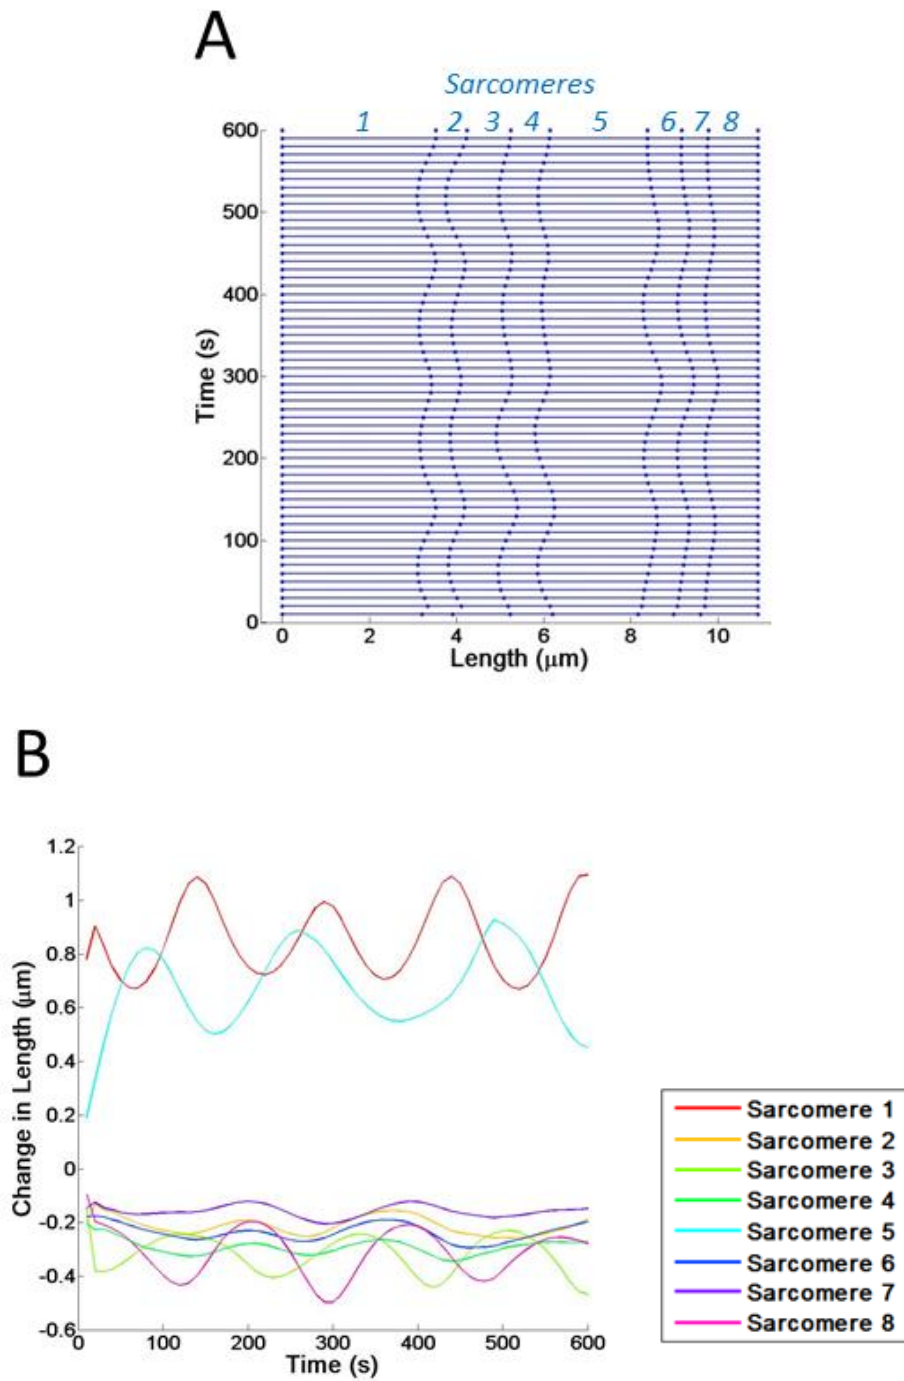 A
Sarcomeres
1 2 3 4 5 6 7 8
600
500
400
300
200
100
0
Time (s)
0 2 4 6 8 10
Length (μm)
B
1.2
1
0.8
0.6
0.4
0.2
0
-0.2
-0.4
-0.6
Change in Length (μm)
0 100 200 300 400 500 600
Time (s)
Sarcomere 1
Sarcomere 2
Sarcomere 3
Sarcomere 4
Sarcomere 5
Sarcomere 6
Sarcomere 7
Sarcomere 8